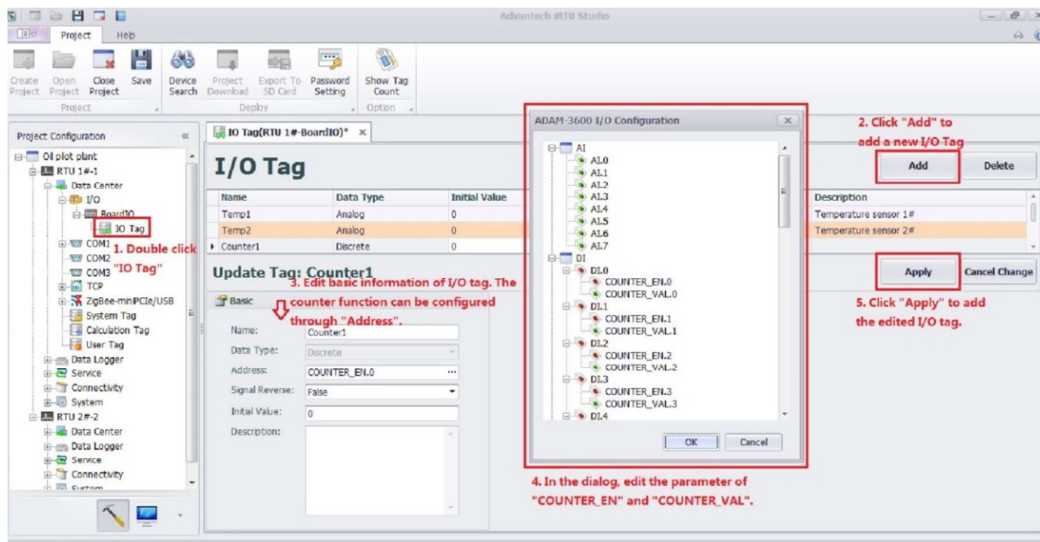 Advantech iRTU Studio
Project Help
Create Project
Open Project
Close Project
Save
Device Search
Project Download
Export To SD Card
Password Setting
Show Tag Count
Project
Deploy
Option
Project Configuration
Oil pilot plant
RTU 1#-1
Data Center
I/O
BoardIO
IO Tag
COM1
COM2
COM3
TCP
ZigBee-miniPCIe/USB
System Tag
Calculation Tag
User Tag
Data Logger
Service
Connectivity
System
RTU 2#-2
Data Center
Data Logger
Service
Connectivity
System
1. Double click
"IO Tag"
IO Tag(RTU 1#-BoardIO)*
I/O Tag
Name Data Type Initial Value Description
Temp1 Analog 0 Temperature sensor 1#
Temp2 Analog 0 Temperature sensor 2#
Counter1 Discrete 0
2. Click "Add" to
add a new I/O Tag
Add Delete
Update Tag: Counter1
3. Edit basic information of I/O tag. The
counter function can be configured
through "Address".
Basic
Name: Counter1
Data Type: Discrete
Address: COUNTER_EN.0 ...
Signal Reverse: False
Initial Value: 0
Description:
ADAM-3600 I/O Configuration
AI
AI.0
AI.1
AI.2
AI.3
AI.4
AI.5
AI.6
AI.7
DI
DI.0
COUNTER_EN.0
COUNTER_VAL.0
DI.1
COUNTER_EN.1
COUNTER_VAL.1
DI.2
COUNTER_EN.2
COUNTER_VAL.2
DI.3
COUNTER_EN.3
COUNTER_VAL.3
DI.4
OK Cancel
4. In the dialog, edit the parameter of
"COUNTER_EN" and "COUNTER_VAL".
Apply Cancel Change
5. Click "Apply" to add
the edited I/O tag.